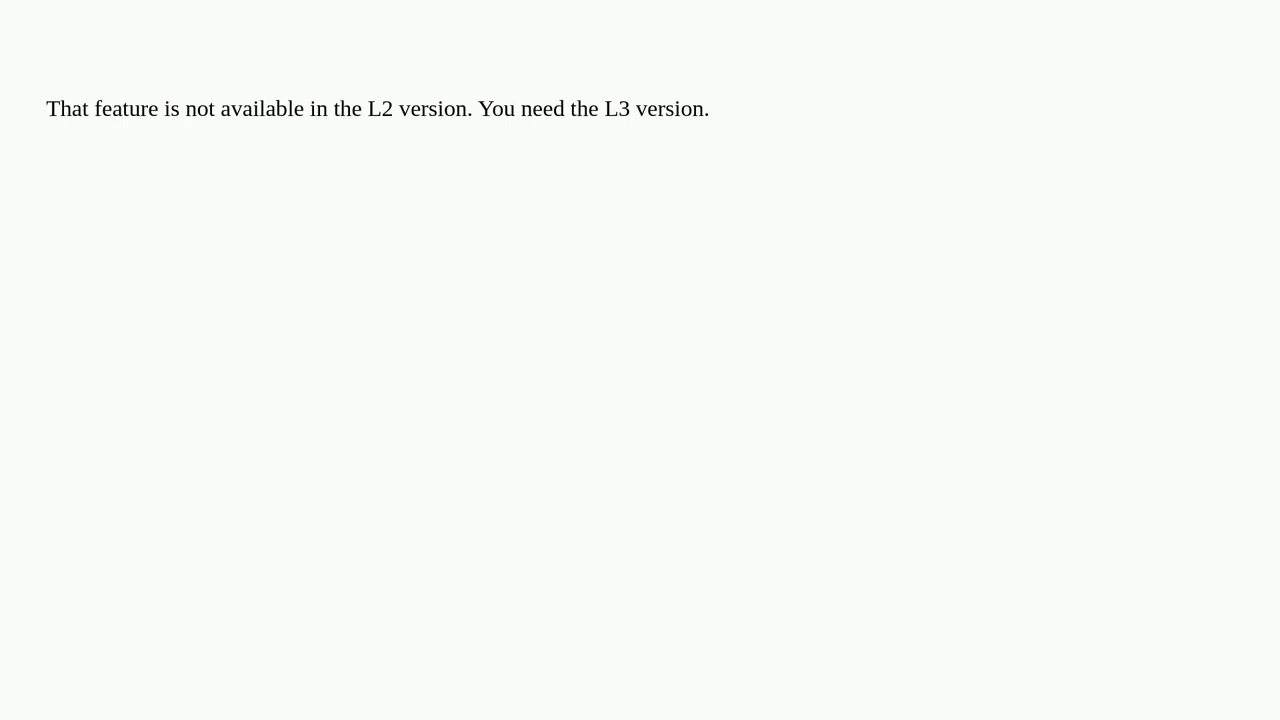 That feature is not available in the L2 version. You need the L3 version.